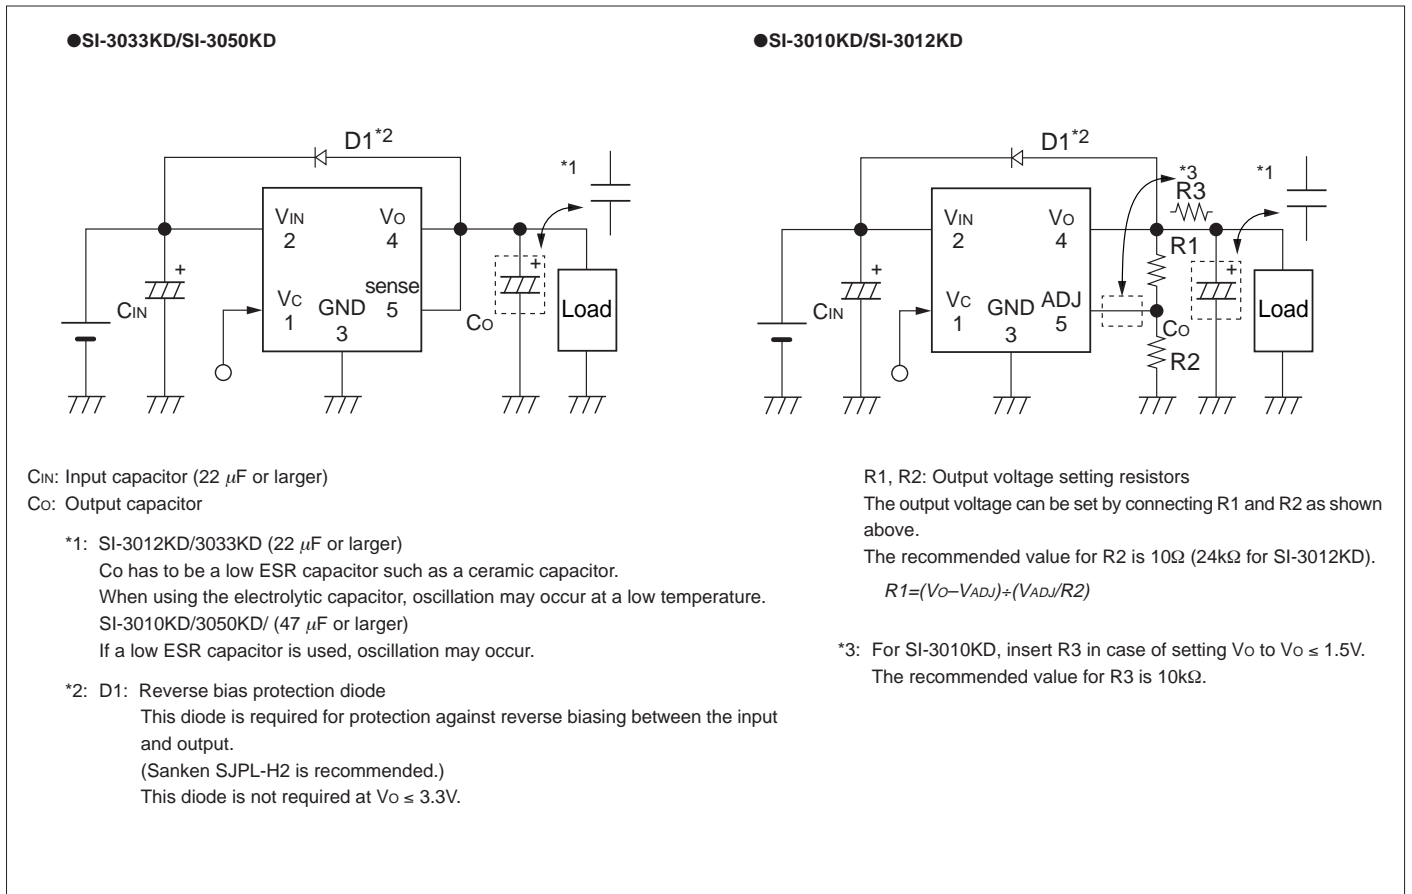 ●SI-3033KD/SI-3050KD
D1*2
*1
VIN
2
VO
4
sense
5
VC
1
GND
3
CIN
+
CO
+
Load
●SI-3010KD/SI-3012KD
D1*2
*3
R3
*1
VIN
2
VO
4
R1
VC
1
GND
3
ADJ
5
CIN
+
CO
+
R2
Load
CIN: Input capacitor (22 μF or larger)
CO: Output capacitor
*1: SI-3012KD/3033KD (22 μF or larger)
Co has to be a low ESR capacitor such as a ceramic capacitor.
When using the electrolytic capacitor, oscillation may occur at a low temperature.
SI-3010KD/3050KD/ (47 μF or larger)
If a low ESR capacitor is used, oscillation may occur.
*2: D1: Reverse bias protection diode
This diode is required for protection against reverse biasing between the input
and output.
(Sanken SJPL-H2 is recommended.)
This diode is not required at VO ≤ 3.3V.
R1, R2: Output voltage setting resistors
The output voltage can be set by connecting R1 and R2 as shown
above.
The recommended value for R2 is 10Ω (24kΩ for SI-3012KD).
R1=(VO–VADJ)÷(VADJ/R2)
*3: For SI-3010KD, insert R3 in case of setting VO to VO ≤ 1.5V.
The recommended value for R3 is 10kΩ.